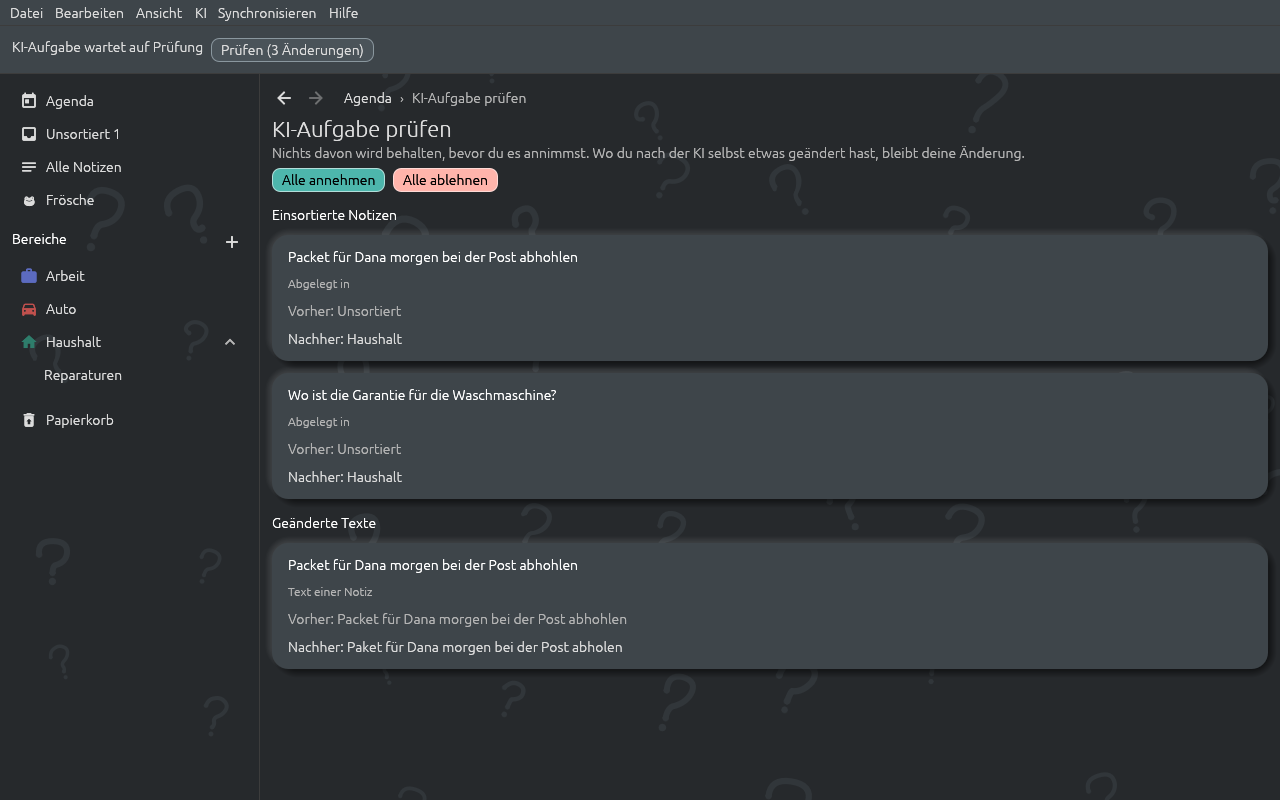 Datei Bearbeiten Ansicht KI Synchronisieren Hilfe
KI-Aufgabe wartet auf Prüfung Prüfen (3 Änderungen)
Agenda
Unsortiert 1
Alle Notizen
Frösche
Bereiche
Arbeit
Auto
Haushalt
Reparaturen
Papierkorb
Agenda › KI-Aufgabe prüfen
KI-Aufgabe prüfen
Nichts davon wird behalten, bevor du es annimmst. Wo du nach der KI selbst etwas geändert hast, bleibt deine Änderung.
Alle annehmen Alle ablehnen
Einsortierte Notizen
Packet für Dana morgen bei der Post abhohlen
Abgelegt in
Vorher: Unsortiert
Nachher: Haushalt
Wo ist die Garantie für die Waschmaschine?
Abgelegt in
Vorher: Unsortiert
Nachher: Haushalt
Geänderte Texte
Packet für Dana morgen bei der Post abhohlen
Text einer Notiz
Vorher: Packet für Dana morgen bei der Post abhohlen
Nachher: Paket für Dana morgen bei der Post abholen